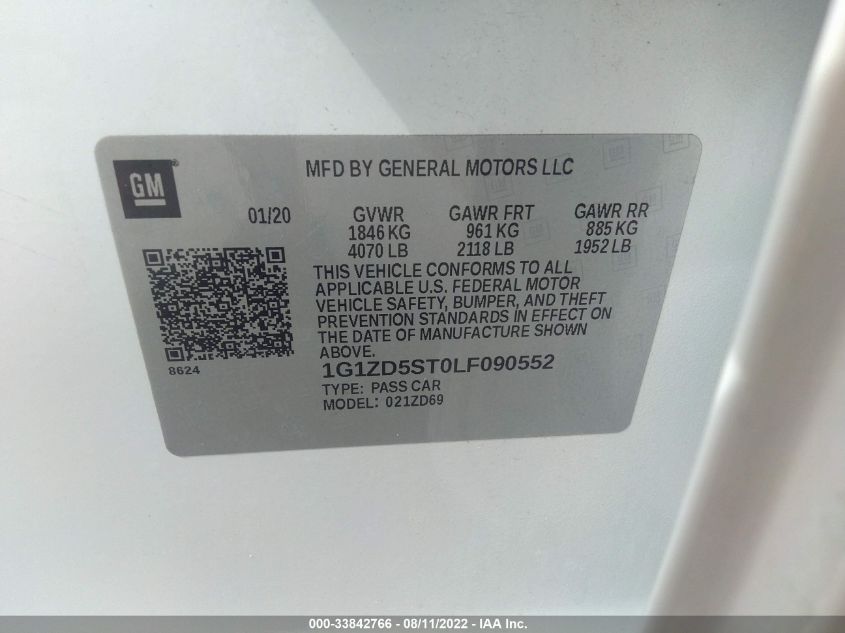 MFD BY GENERAL MOTORS LLC
GM
01/20 GVWR GAWR FRT GAWR RR
1846 KG 961 KG 885 KG
4070 LB 2118 LB 1952 LB
THIS VEHICLE CONFORMS TO ALL
APPLICABLE U.S. FEDERAL MOTOR
VEHICLE SAFETY, BUMPER, AND THEFT
PREVENTION STANDARDS IN EFFECT ON
THE DATE OF MANUFACTURE SHOWN
ABOVE.
8624
1G1ZD5ST0LF090552
TYPE: PASS CAR
MODEL: 021ZD69
000-33842766 - 08/11/2022 - IAA Inc.